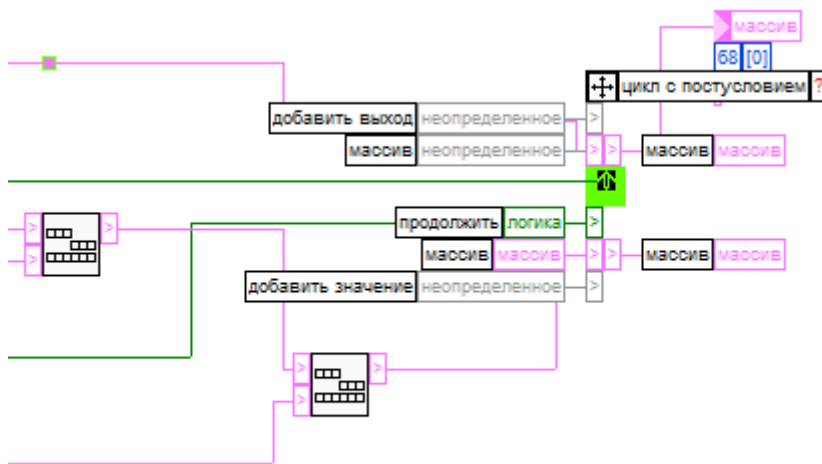 массив
68 [0]
цикл с постусловием ?
добавить выход неопределенное >
массив неопределенное > > массив массив
продолжить логика >
> >
массив массив > > массив массив
>
добавить значение неопределенное >
> >
>